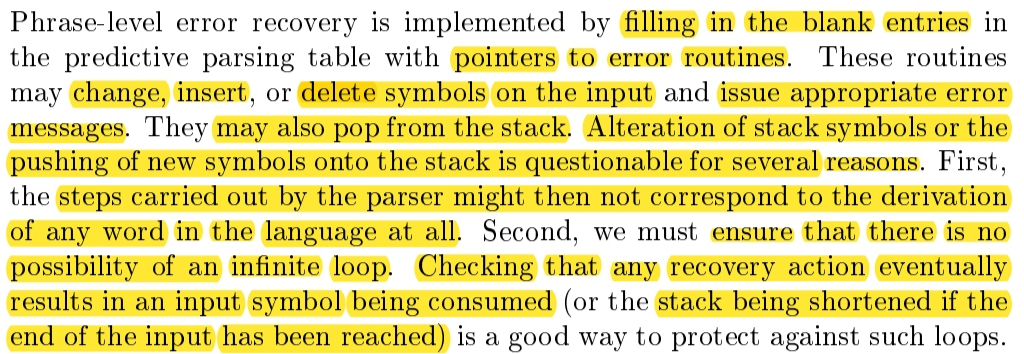 Phrase-level error recovery is implemented by filling in the blank entries in
the predictive parsing table with pointers to error routines. These routines
may change, insert, or delete symbols on the input and issue appropriate error
messages. They may also pop from the stack. Alteration of stack symbols or the
pushing of new symbols onto the stack is questionable for several reasons. First,
the steps carried out by the parser might then not correspond to the derivation
of any word in the language at all. Second, we must ensure that there is no
possibility of an infinite loop. Checking that any recovery action eventually
results in an input symbol being consumed (or the stack being shortened if the
end of the input has been reached) is a good way to protect against such loops.